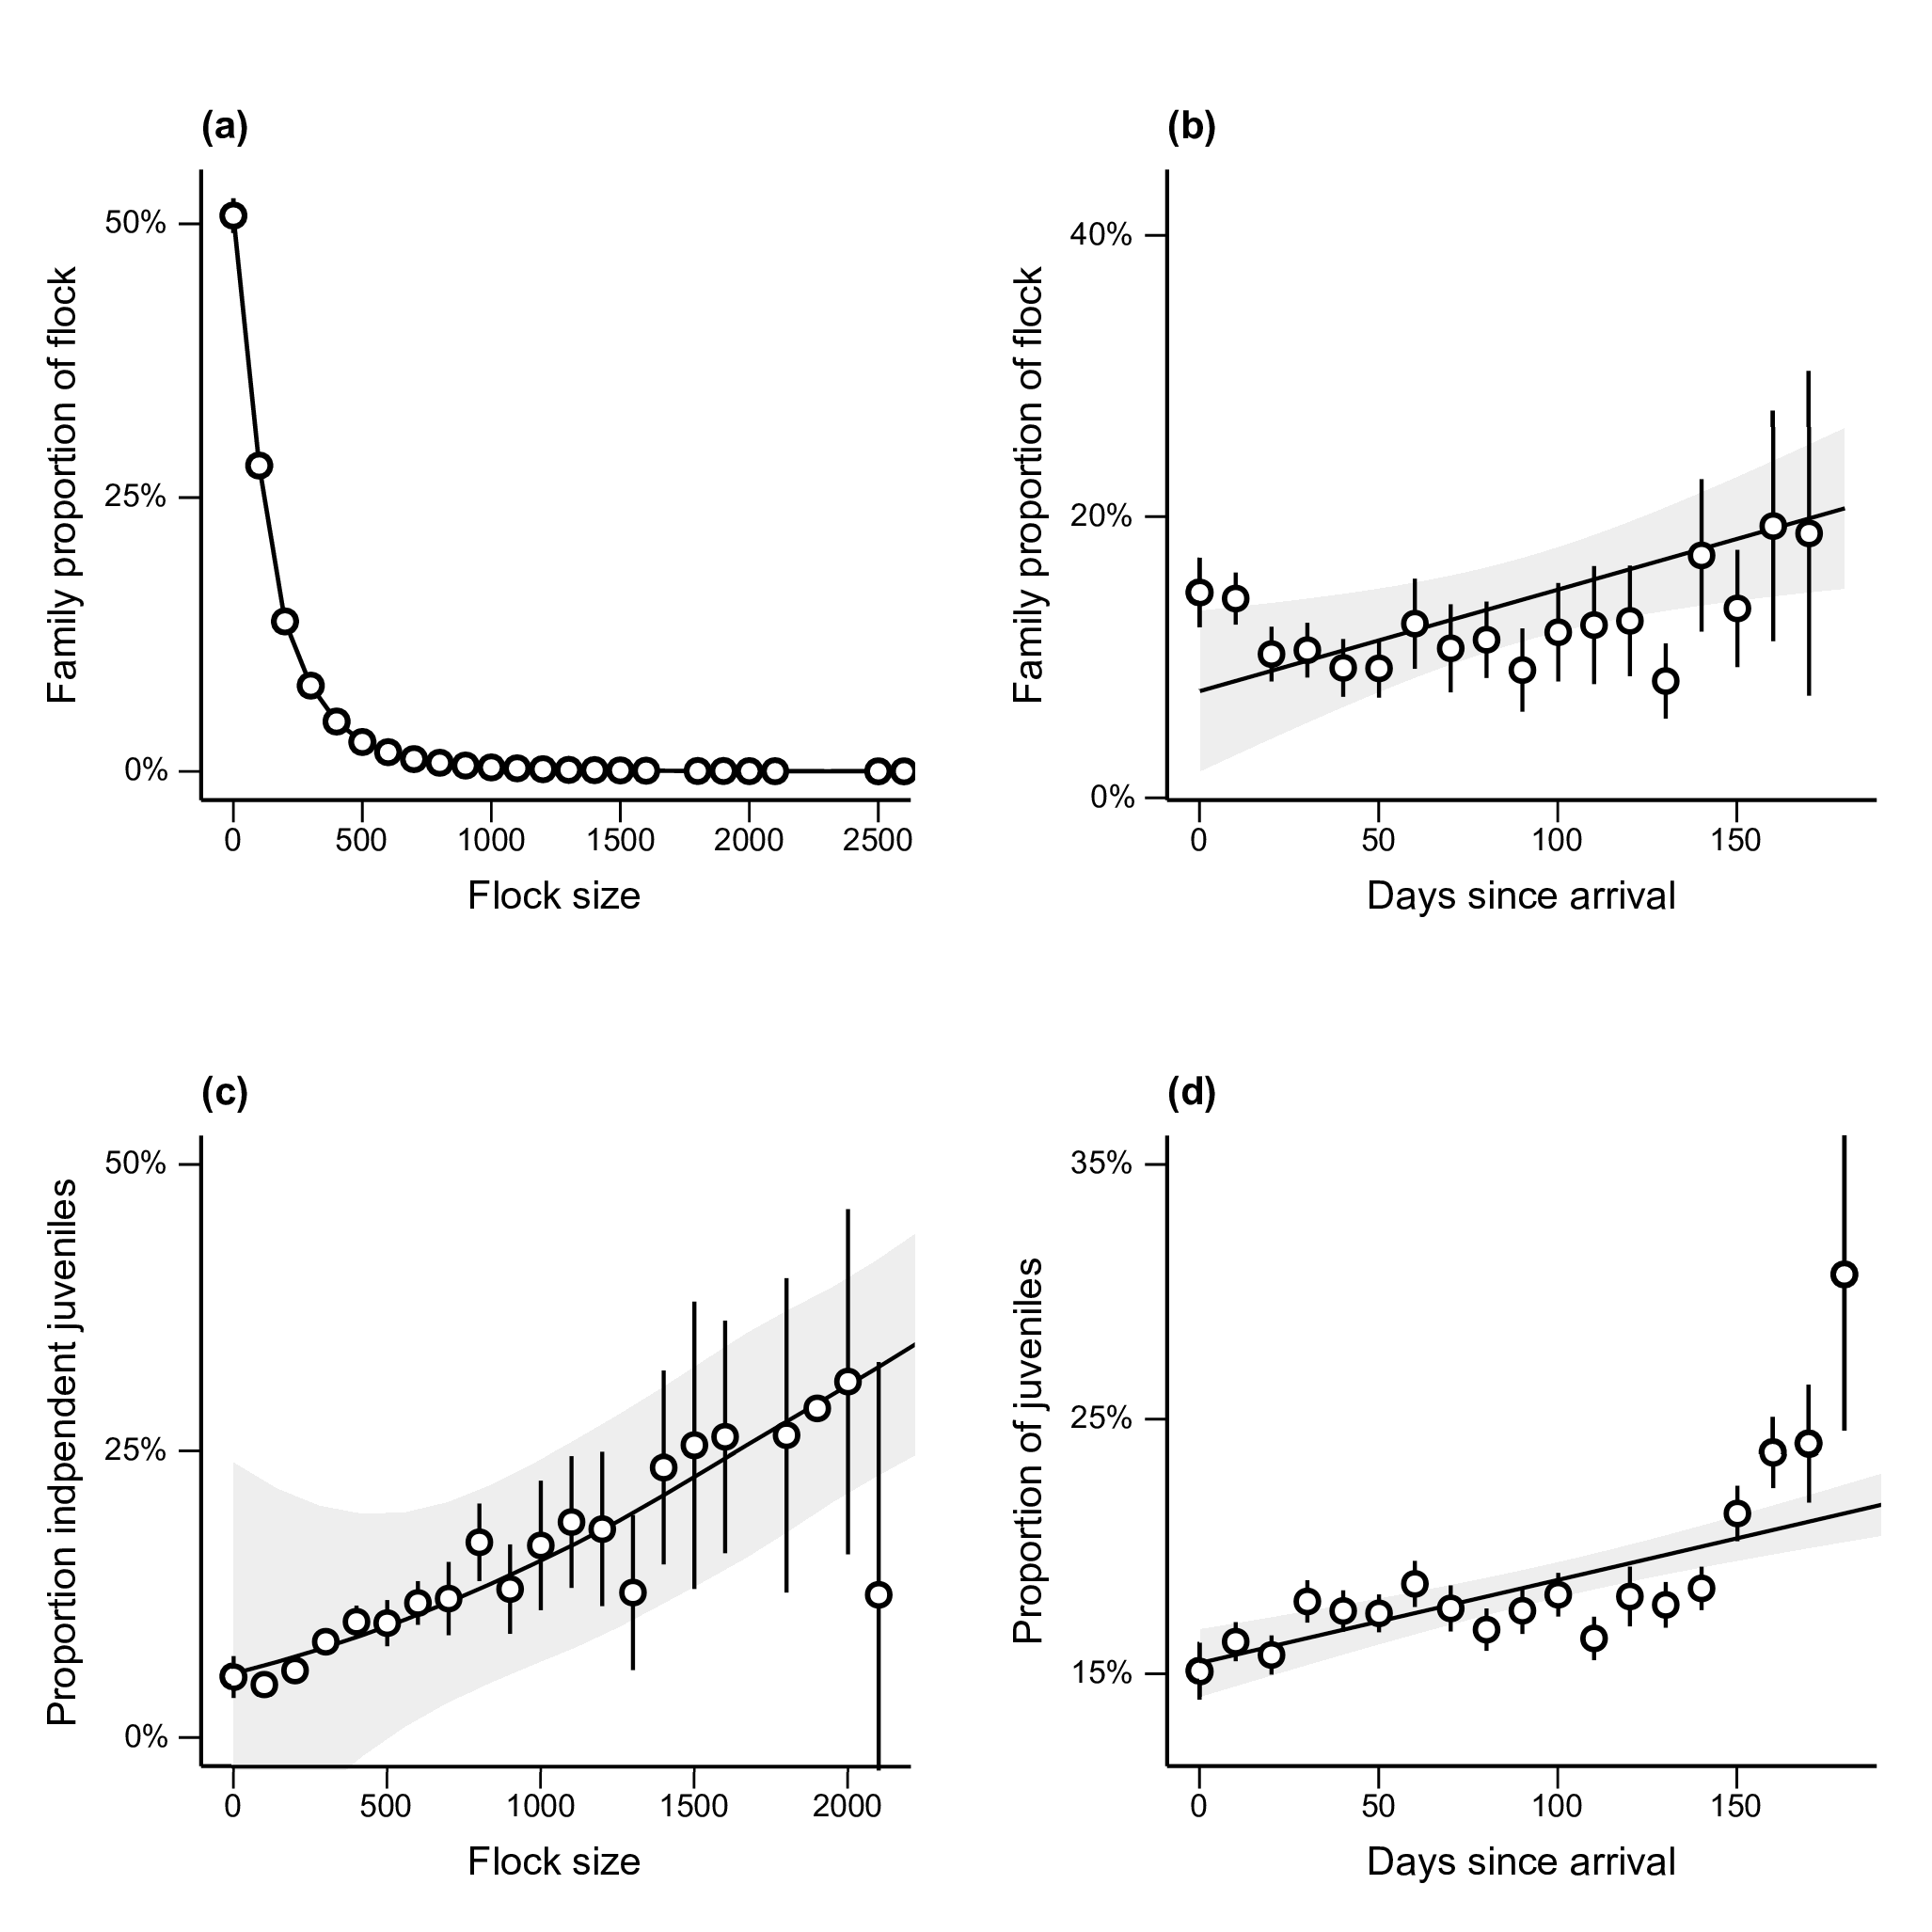 (a)
50%
25%
0%
Family proportion of flock
0 500 1000 1500 2000 2500
Flock size
(b)
40%
20%
0%
Family proportion of flock
0 50 100 150
Days since arrival
(c)
50%
25%
0%
Proportion indpendent juveniles
0 500 1000 1500 2000
Flock size
(d)
35%
25%
15%
Proportion of juveniles
0 50 100 150
Days since arrival